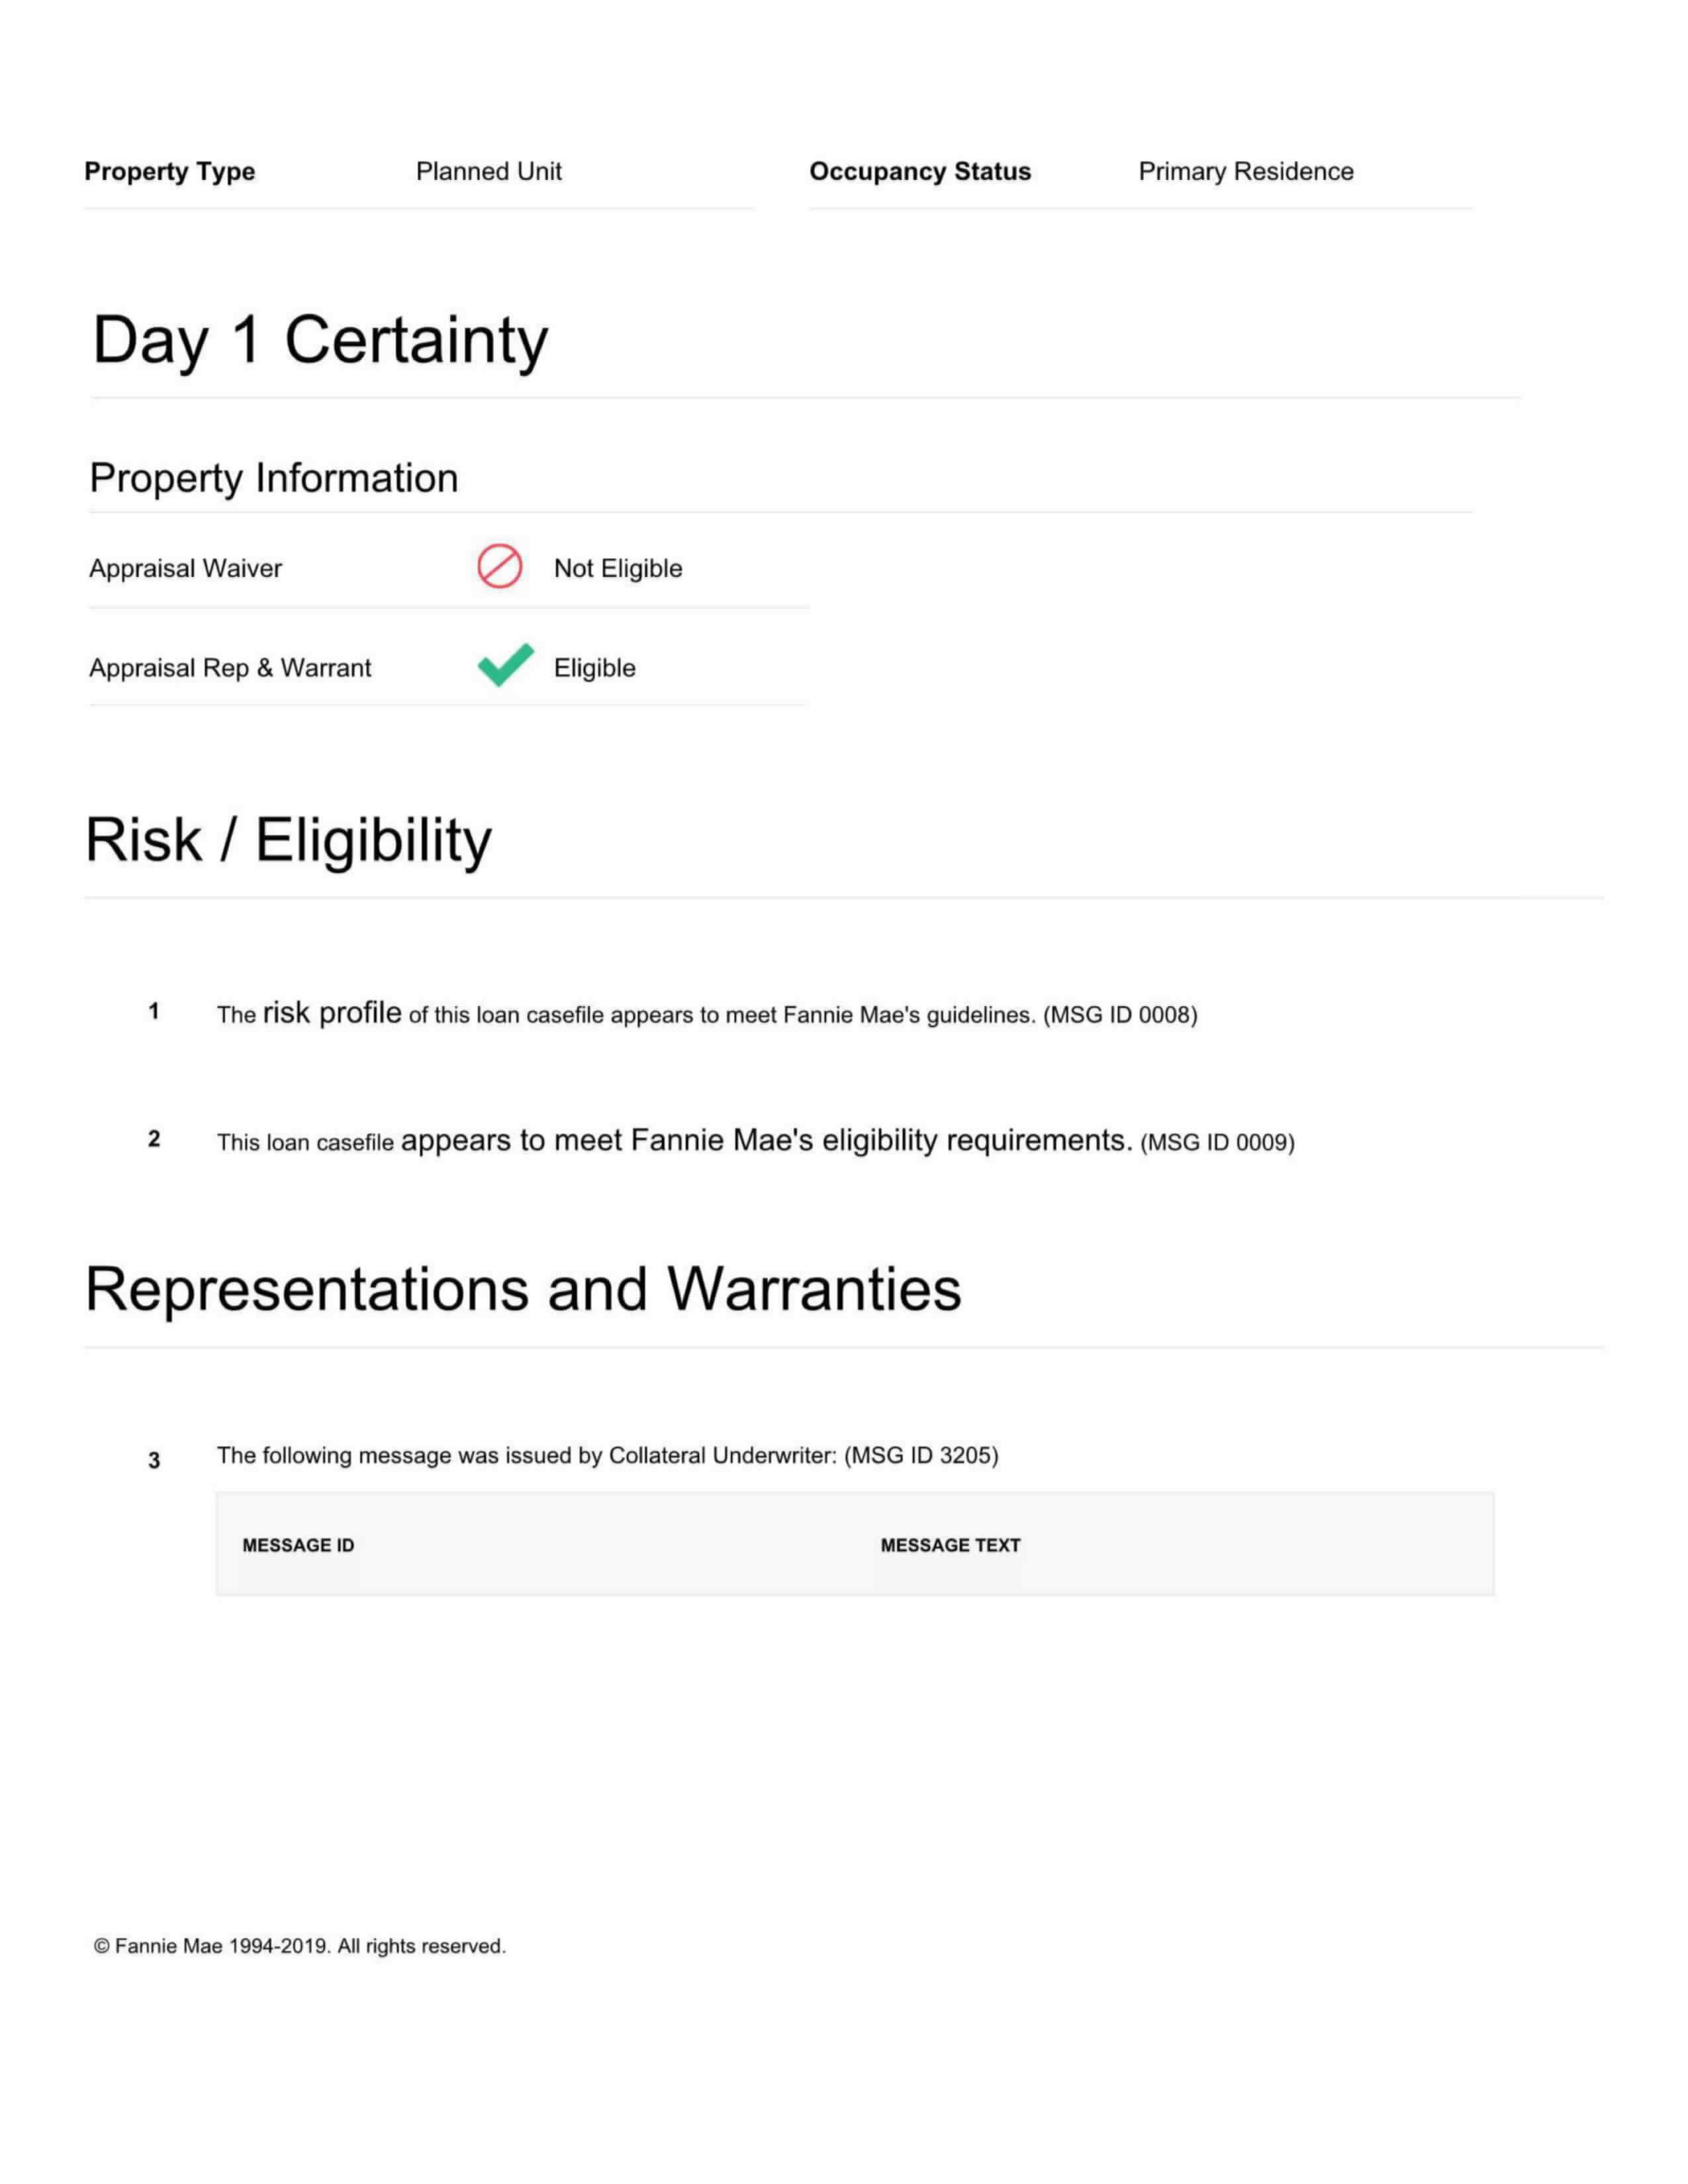 Property Type Planned Unit Occupancy Status Primary Residence
Day 1 Certainty
Property Information
Appraisal Waiver Not Eligible
Appraisal Rep & Warrant Eligible
Risk / Eligibility
1 The risk profile of this loan casefile appears to meet Fannie Mae's guidelines. (MSG ID 0008)
2 This loan casefile appears to meet Fannie Mae's eligibility requirements. (MSG ID 0009)
Representations and Warranties
3 The following message was issued by Collateral Underwriter: (MSG ID 3205)
MESSAGE ID MESSAGE TEXT
© Fannie Mae 1994-2019. All rights reserved.